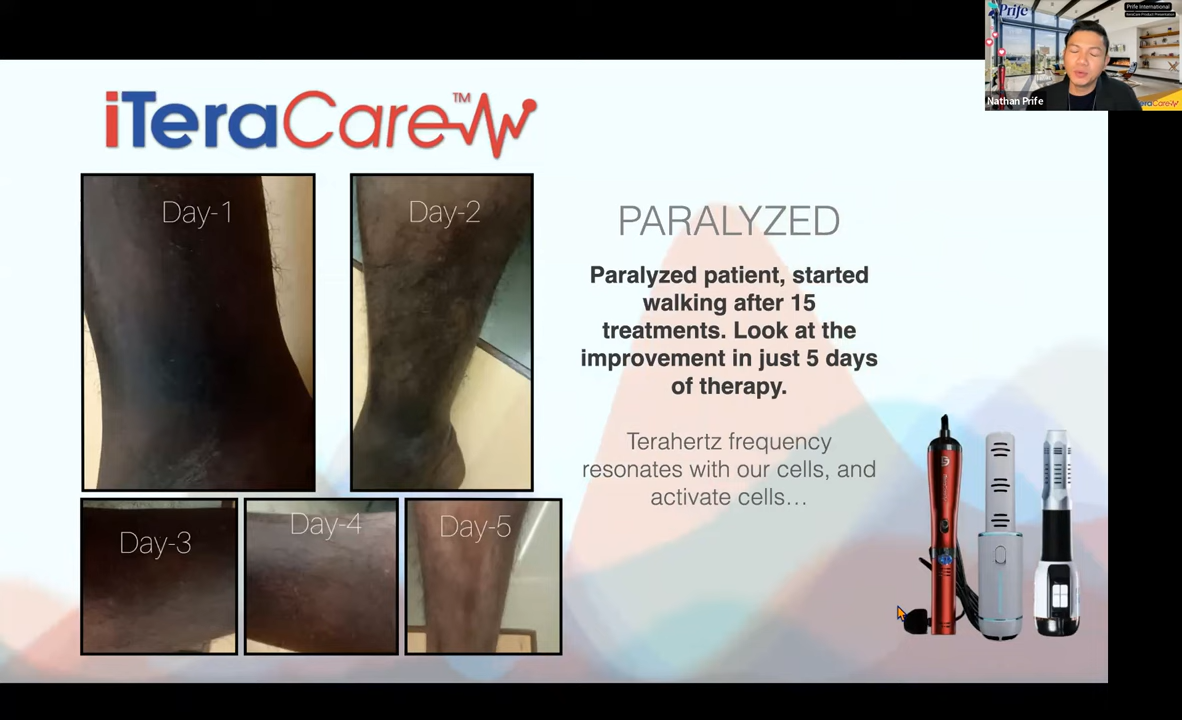 Prife
Prife International
Nathan Prife
iTeraCare™
Day-1
Day-2
PARALYZED
Paralyzed patient, started
walking after 15
treatments. Look at the
improvement in just 5 days
of therapy.
Terahertz frequency
resonates with our cells, and
activate cells...
Day-3
Day-4
Day-5